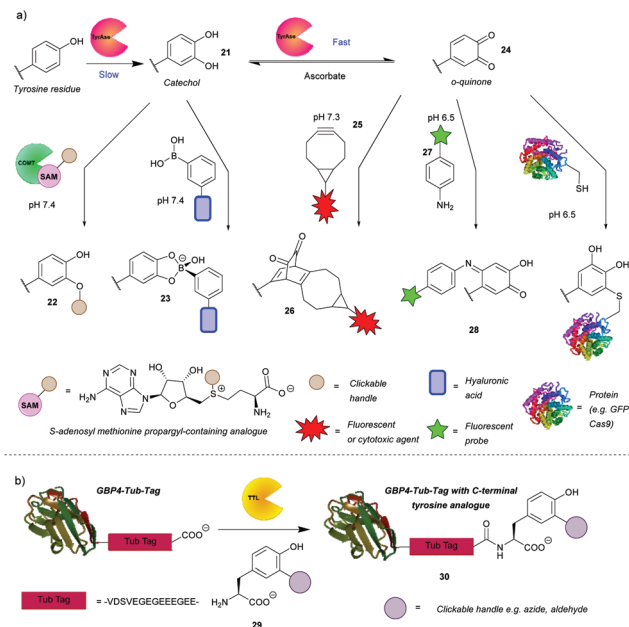 a)
OH
OH
OH
21
O
O
24
TyrAse
TyrAse
Fast
Slow
Ascorbate
Tyrosine residue
Catechol
o-quinone
pH 7.3
25
pH 6.5
27
HO
OH
B
COMT
SAM
pH 7.4
pH 7.4
NH2
SH
pH 6.5
OH
O
22
O
O
B
⊖
OH
23
O
O
26
N
OH
O
28
HO
OH
S
SAM
=
NH2
H2N
N
N
N
N
O
HO
OH
S
⊕
CO2
⊖
NH2
S-adenosyl methionine propargyl-containing analogue
= Clickable handle
= Hyaluronic acid
= Fluorescent or cytotoxic agent
= Fluorescent probe
= Protein (e.g. GFP Cas9)
b)
GBP4-Tub-Tag
TTL
GBP4-Tub-Tag with C-terminal
tyrosine analogue
Tub Tag
COO⊖
OH
Tub Tag
O
N
H
COO⊖
30
OH
H2N
COO⊖
29
Tub Tag
= -VDSVEGEGEEEGEE-
= Clickable handle e.g. azide, aldehyde